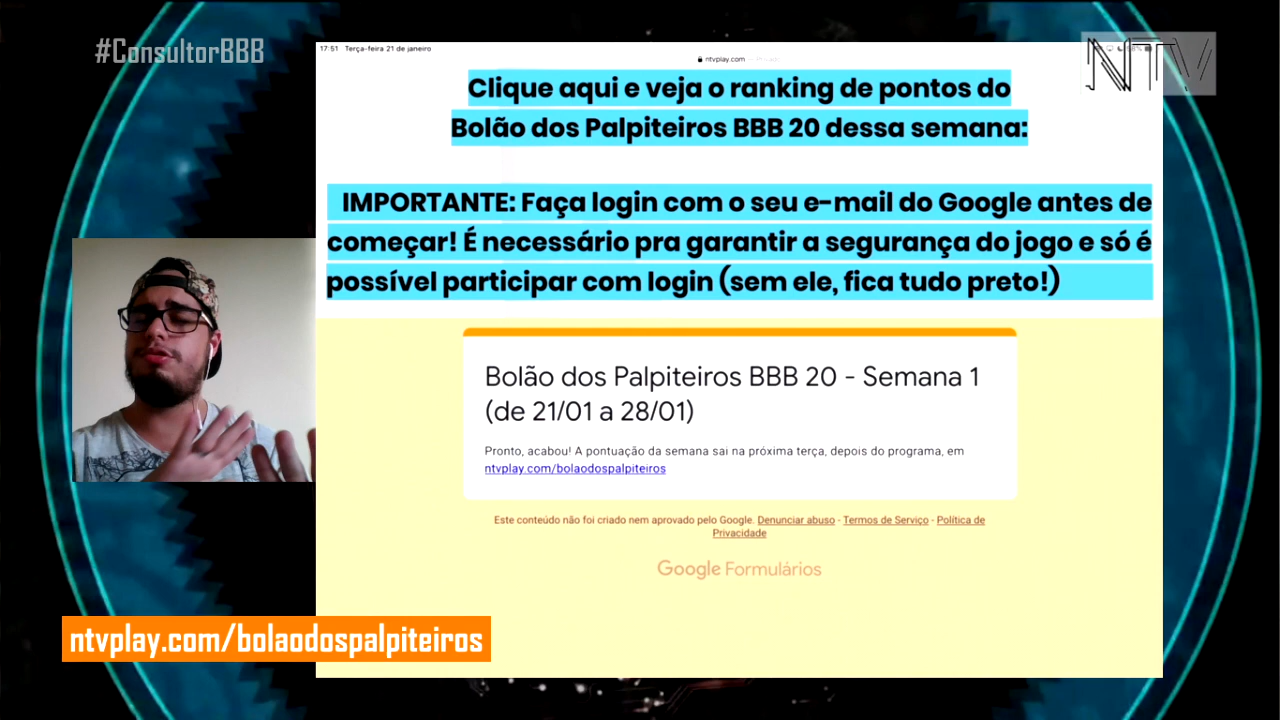 #ConsultorBBB
NTV
17:51 Terça-feira 21 de janeiro
ntvplay.com
Clique aqui e veja o ranking de pontos do
Bolão dos Palpiteiros BBB 20 dessa semana:
IMPORTANTE: Faça login com o seu e-mail do Google antes de
começar! É necessário pra garantir a segurança do jogo e só é
possível participar com login (sem ele, fica tudo preto!)
Bolão dos Palpiteiros BBB 20 - Semana 1
(de 21/01 a 28/01)
Pronto, acabou! A pontuação da semana sai na próxima terça, depois do programa, em
ntvplay.com/bolaodospalpiteiros
Este conteúdo não foi criado nem aprovado pelo Google. Denunciar abuso - Termos de Serviço - Política de
Privacidade
Google Formulários
ntvplay.com/bolaodospalpiteiros